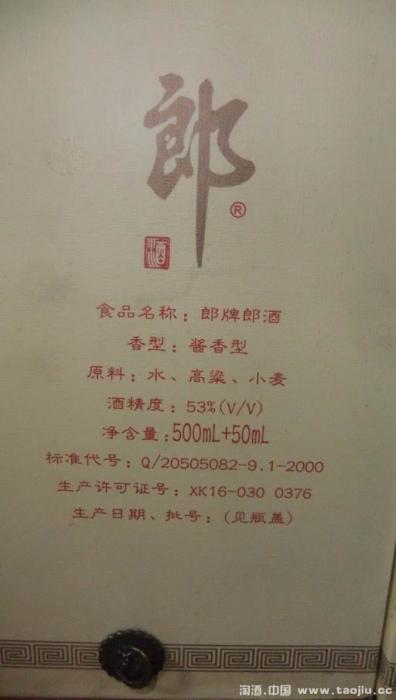 郎
®
酒
食品名称：郎牌郎酒
香型：酱香型
原料：水、高粱、小麦
酒精度：53%(V/V)
净含量：500mL+50mL
标准代号：Q/20505082-9.1-2000
生产许可证号：XK16-030 0376
生产日期、批号：(见瓶盖)
淘酒.中国 www.taojiu.cc